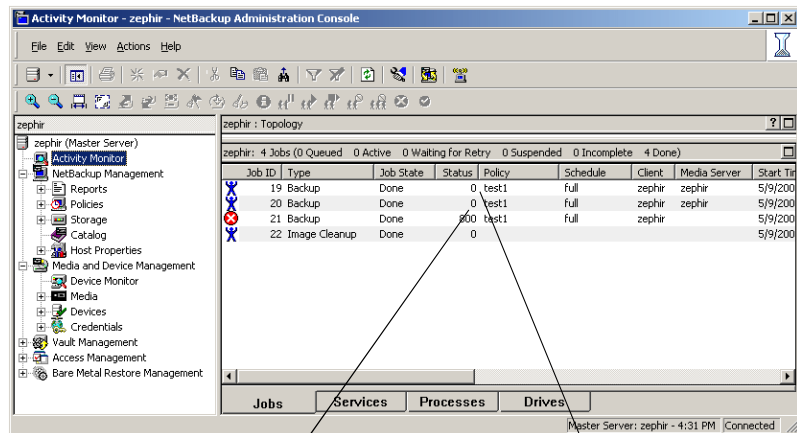 Activity Monitor - zephir - NetBackup Administration Console
File Edit View Actions Help
zephir
zephir : Topology
zephir (Master Server)
Activity Monitor
NetBackup Management
Reports
Policies
Storage
Catalog
Host Properties
Media and Device Management
Device Monitor
Media
Devices
Credentials
Vault Management
Access Management
Bare Metal Restore Management
zephir: 4 Jobs (0 Queued 0 Active 0 Waiting for Retry 0 Suspended 0 Incomplete 4 Done)
Job ID Type Job State Status Policy Schedule Client Media Server Start Tir
19 Backup Done 0 test1 full zephir zephir 5/9/200
20 Backup Done 0 test1 full zephir zephir 5/9/200
21 Backup Done 800 test1 full zephir 5/9/200
22 Image Cleanup Done 0 5/9/200
Jobs Services Processes Drives
Master Server: zephir - 4:31 PM Connected